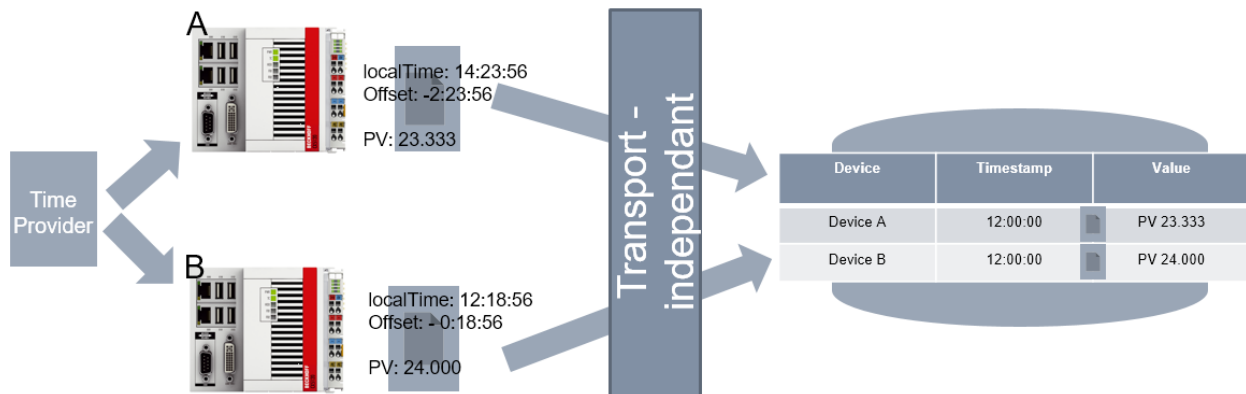 A
localTime: 14:23:56
Offset: -2:23:56
PV: 23.333
Time
Provider
B
localTime: 12:18:56
Offset: - 0:18:56
PV: 24.000
Transport -
independant
Device Timestamp Value
Device A 12:00:00 PV 23.333
Device B 12:00:00 PV 24.000
BECKHOFF
BECKHOFF